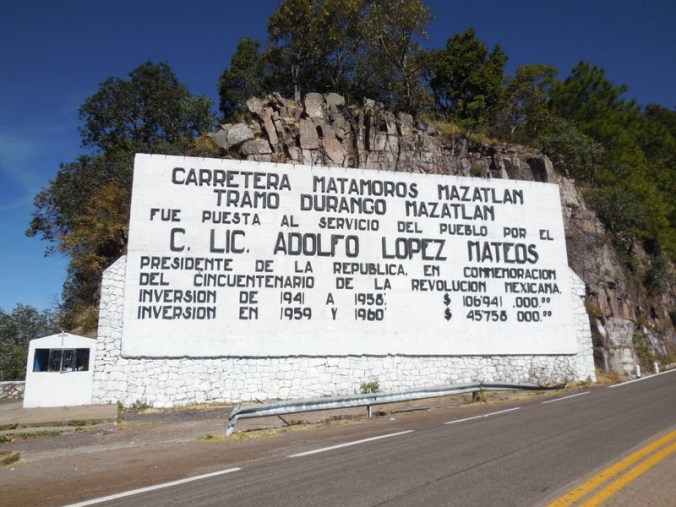 CARRETERA MATAMOROS MAZATLAN
TRAMO DURANGO MAZATLAN
FUE PUESTA AL SERVICIO DEL PUEBLO POR EL
C. LIC. ADOLFO LOPEZ MATEOS
PRESIDENTE DE LA REPUBLICA, EN CONMEMORACION
DEL CINCUENTENARIO DE LA REVOLUCION MEXICANA.
INVERSION DE 1941 A 1958: $ 106'941 .000.⁰⁰
INVERSION EN 1959 Y 1960: $ 45'758 000.⁰⁰